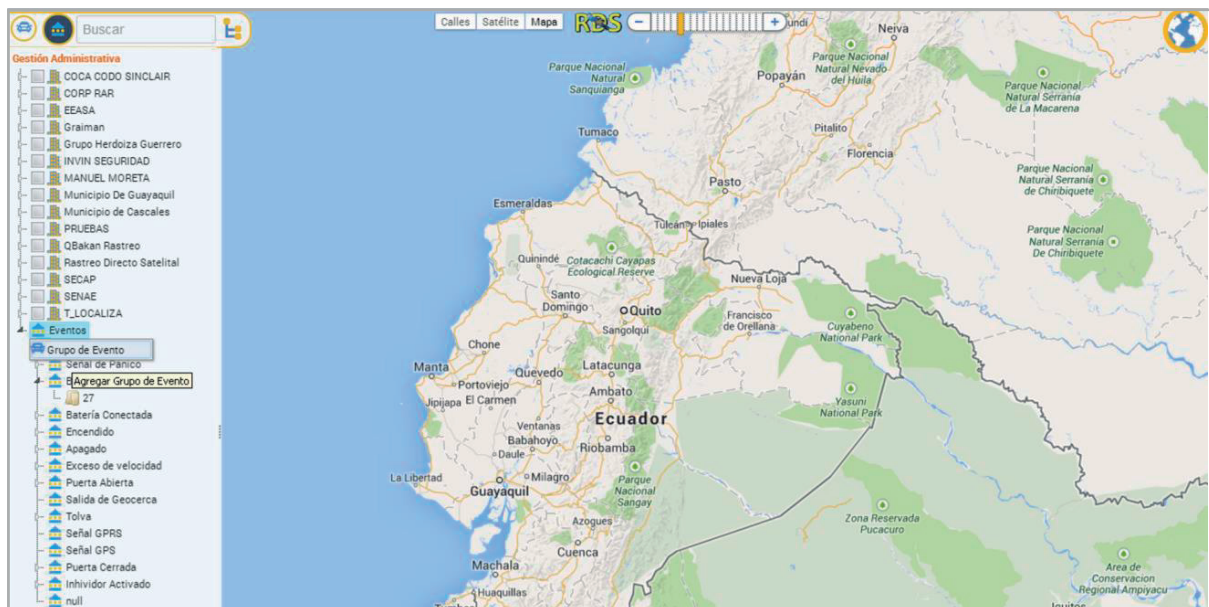 Buscar
Calles Satélite Mapa
RDS
Gestión Administrativa
COCA CODO SINCLAIR
CORP RAR
EEASA
Graiman
Grupo Herdoiza Guerrero
INVIN SEGURIDAD
MANUEL MORETA
Municipio De Guayaquil
Municipio de Cascales
PRUEBAS
QBakan Rastreo
Rastreo Directo Satelital
SECAP
SENAE
T_LOCALIZA
Eventos
Grupo de Evento
Señal de Pánico
Agregar Grupo de Evento
27
Batería Conectada
Encendido
Apagado
Exceso de velocidad
Puerta Abierta
Salida de Geocerca
Tolva
Señal GPRS
Señal GPS
Puerta Cerrada
Inhividor Activado
null
Neiva
Parque Nacional
Natural Nevado
del Huila
Parque Nacional
Natural
Sanquianga
Popayán
Parque Nacional
Natural Serranía
de La Macarena
Tumaco
Pitalito
Florencia
Pasto
Parque Nacional
Natural Serranía
de Chiribiquete
Esmeraldas
Tulcán
Ipiales
Parque Nacional
Natural Serranía
De Chiribiquete
Quinindé
Cotacachi Cayapas
Ecological Reserve
Nueva Loja
Santo
Domingo
Quito
Sangolquí
Francisco
de Orellana
Cuyabeno
National Park
Chone
Manta
Portoviejo
Quevedo
Latacunga
Jipijapa
El Carmen
Ambato
Yasuni
National Park
Ecuador
Ventanas
Babahoyo
Daule
Riobamba
La Libertad
Milagro
Guayaquil
Parque
Nacional
Sangay
Zona Reservada
Pucacuro
Azogues
Cuenca
Machala
Huaquillas
Area de
Conservacion
Regional Ampiyacu